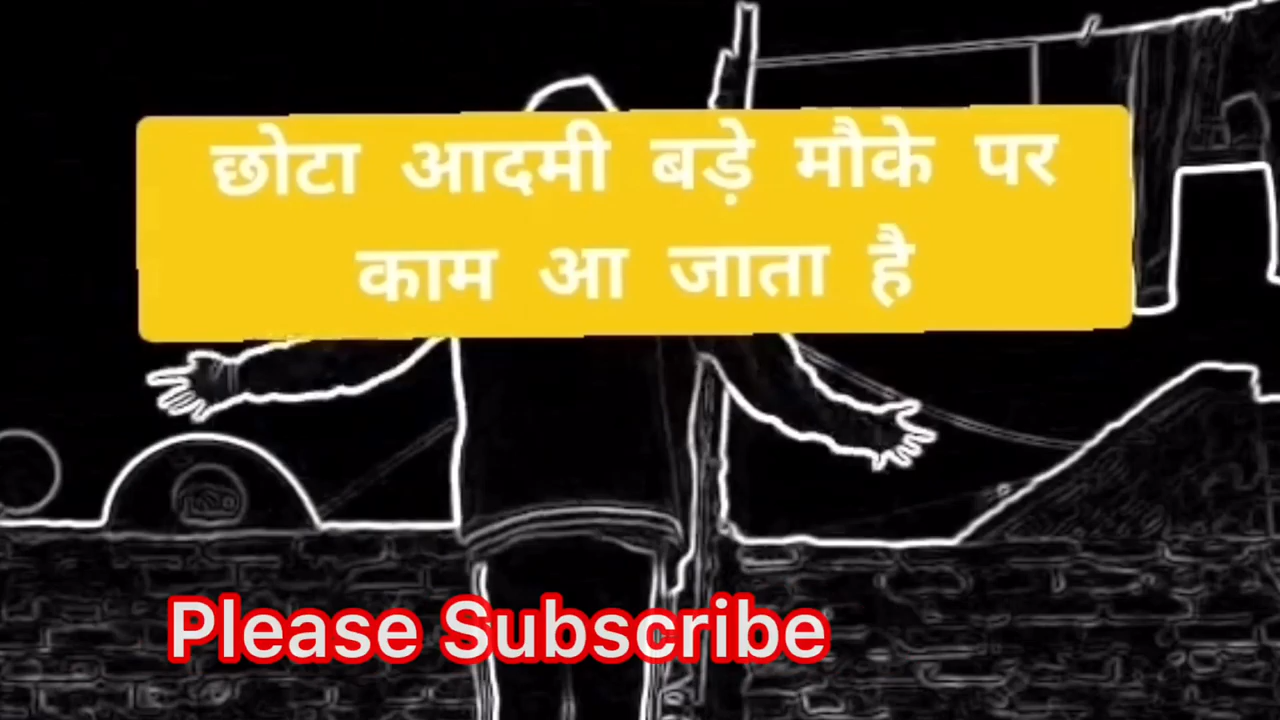 छोटा आदमी बड़े मौके पर
काम आ जाता है
Please Subscribe